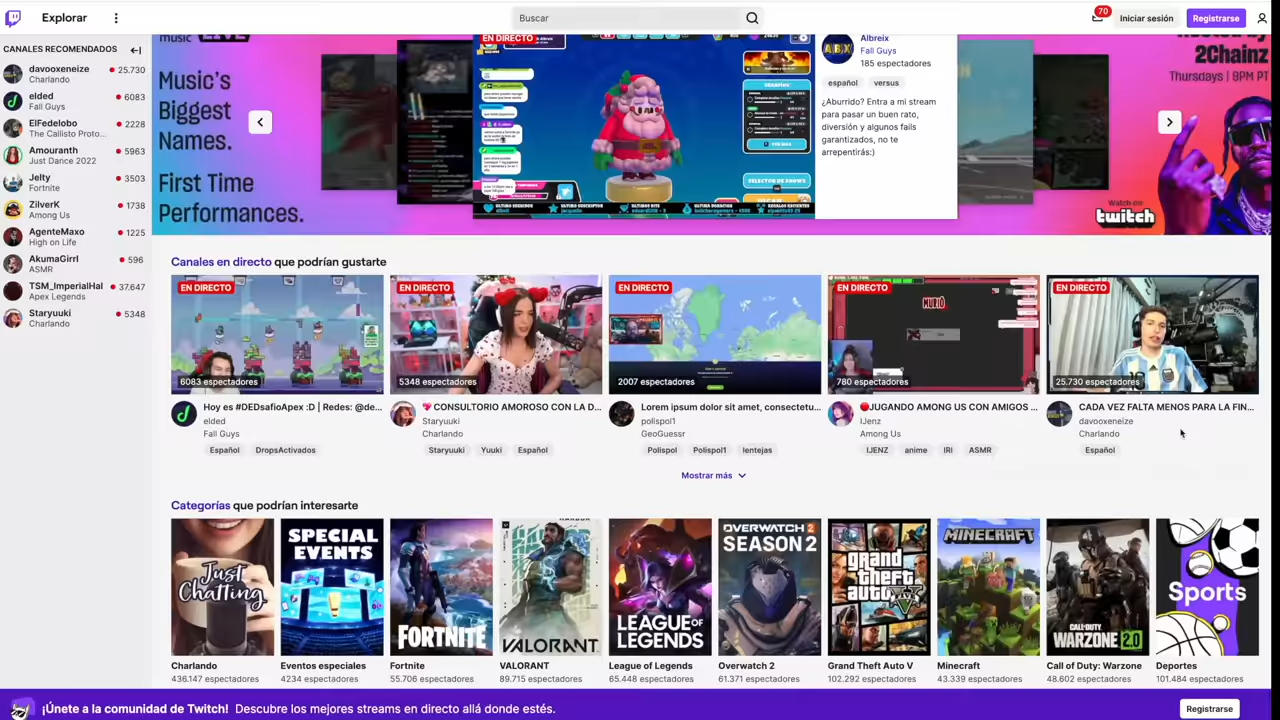 Explorar
Buscar
70
Iniciar sesión
Registrarse
CANALES RECOMENDADOS
davooxeneize
25.730
Charlando
elded
6083
Fall Guys
2228
The Callisto Proto...
Amouranth
Just Dance 2022
Jelty
3503
Fortnite
ZilverK
1738
Among Us
AgenteMaxo
1225
High on Life
AkumaGirrl
596
ASMR
TSM_ImperialHal
37.647
Apex Legends
Staryuuki
5348
Charlando
LIVE
Music's
Biggest
Names.
First Time
Performances.
EN DIRECTO
Albreix
Fall Guys
185 espectadores
español
versus
¿Aburrido? Entra a mi stream
para pasar un buen rato,
diversión y algunos fails
garantizados, no te
arrepentirás:)
Hosted by
2Chainz
Thursdays | 9PM PT
Watch on
twitch
SELECTOR DE SHOWS
Canales en directo que podrían gustarte
EN DIRECTO
6083 espectadores
Hoy es #DEDsafioApex :D | Redes: @de...
elded
Fall Guys
Español
DropsActivados
EN DIRECTO
5348 espectadores
CONSULTORIO AMOROSO CON LA D...
Staryuuki
Charlando
Staryuuki
Yuuki
Español
EN DIRECTO
2007 espectadores
Lorem ipsum dolor sit amet, consectetu...
polispol1
GeoGuessr
Polispol
Polispol1
lentejas
EN DIRECTO
MURIÓ
780 espectadores
JUGANDO AMONG US CON AMIGOS ...
IJenz
Among Us
IJENZ
anime
IRI
ASMR
EN DIRECTO
25.730 espectadores
CADA VEZ FALTA MENOS PARA LA FIN...
davooxeneize
Charlando
Español
Mostrar más
Categorías que podrían interesarte
Just
Chatting
Charlando
436.147 espectadores
SPECIAL
EVENTS
Eventos especiales
4234 espectadores
FORTNITE
Fortnite
55.706 espectadores
VALORANT
VALORANT
89.715 espectadores
LEAGUE OF
LEGENDS
League of Legends
65.448 espectadores
OVERWATCH 2
SEASON 2
Overwatch 2
61.371 espectadores
grand
theft
auto
V
Grand Theft Auto V
102.292 espectadores
MINECRAFT
Minecraft
43.339 espectadores
CALL OF DUTY
WARZONE 2.0
Call of Duty: Warzone
48.602 espectadores
Sports
Deportes
101.484 espectadores
¡Únete a la comunidad de Twitch! Descubre los mejores streams en directo allá donde estés.
Registrarse